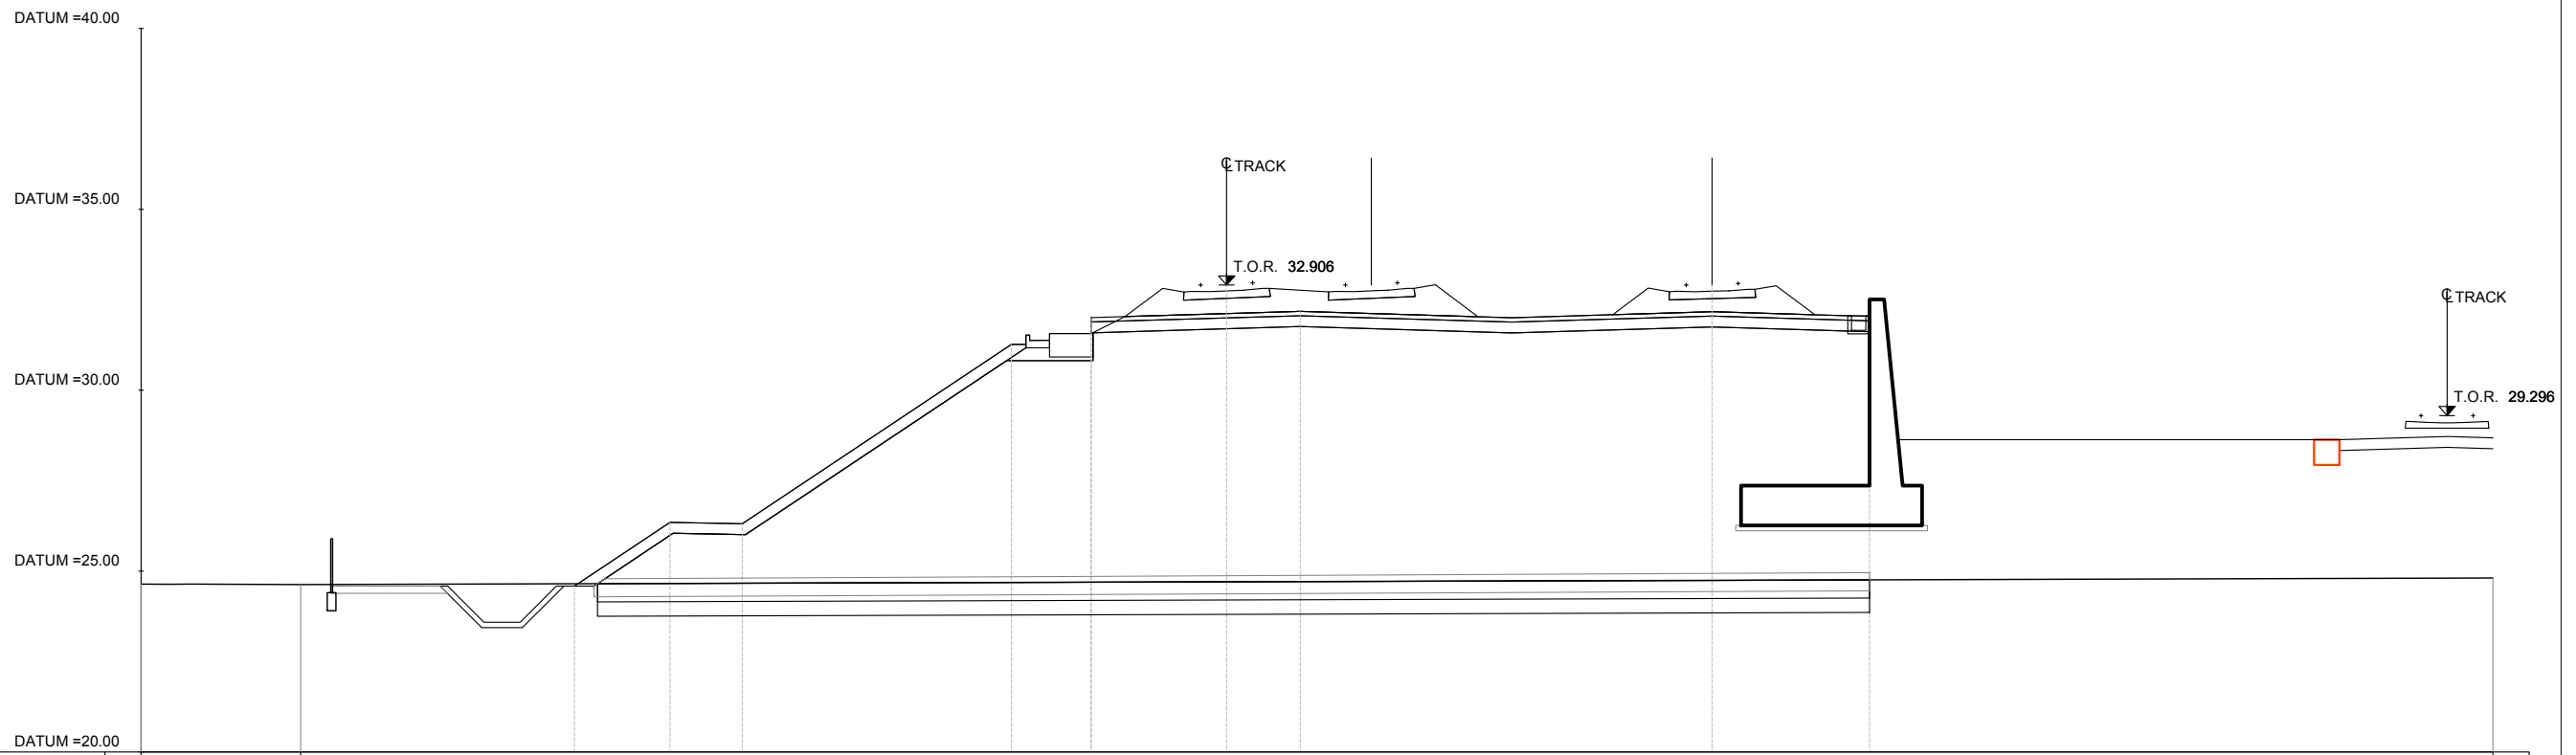 DATUM =40.00
℄ TRACK
DATUM =35.00
T.O.R. 32.906
℄ TRACK
DATUM =30.00
T.O.R. 29.296
DATUM =25.00
DATUM =20.00